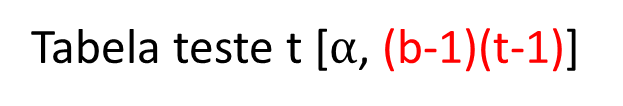 Tabela teste t [α, (b-1)(t-1)]